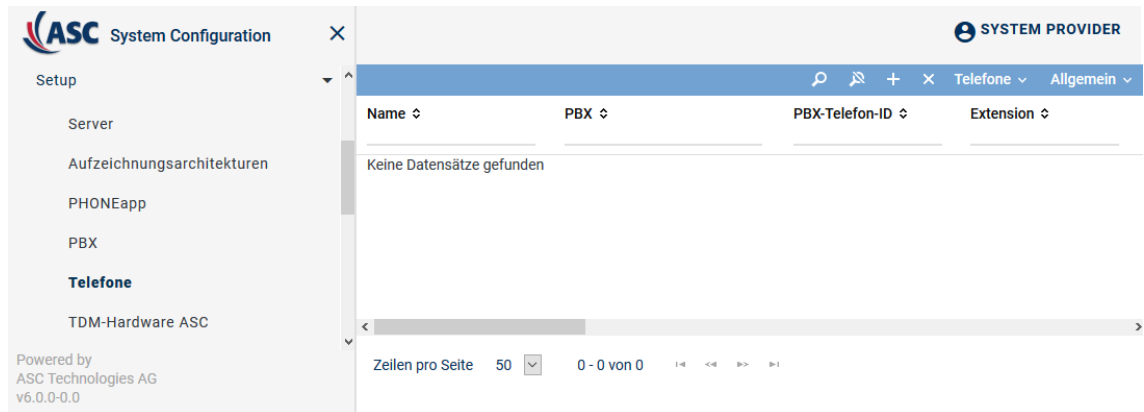 ASC System Configuration
SYSTEM PROVIDER
Setup
Telefone Allgemein
Server
Aufzeichnungsarchitekturen
PHONEapp
PBX
Telefone
TDM-Hardware ASC
Name PBX PBX-Telefon-ID Extension
Keine Datensätze gefunden
Zeilen pro Seite 50 0 - 0 von 0
Powered by
ASC Technologies AG
v6.0.0-0.0